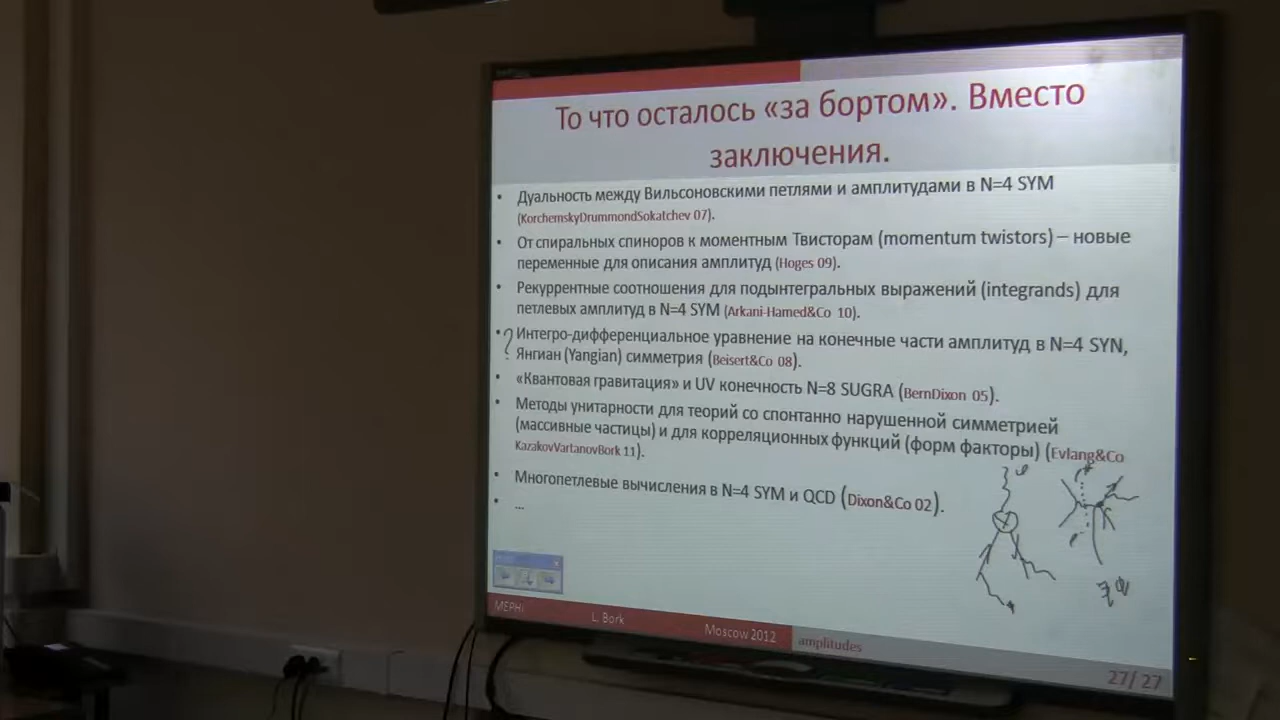 То что осталось «за бортом». Вместо
заключения.
• Дуальность между Вильсоновскими петлями и амплитудами в N=4 SYM
(KorchemskyDrummondSokatchev 07).
• От спиральных спиноров к моментным Твисторам (momentum twistors) – новые
переменные для описания амплитуд (Hoges 09).
• Рекуррентные соотношения для подынтегральных выражений (integrands) для
петлевых амплитуд в N=4 SYM (Arkani-Hamed&Co 10).
• ? Интегро-дифференциальное уравнение на конечные части амплитуд в N=4 SYN,
Янгиан (Yangian) симметрия (Beisert&Co 08).
• «Квантовая гравитация» и UV конечность N=8 SUGRA (BernDixon 05).
• Методы унитарности для теорий со спонтанно нарушенной симметрией
(массивные частицы) и для корреляционных функций (форм факторы) (Evlang&Co
KazakovVartanovBork 11).
• Многопетлевые вычисления в N=4 SYM и QCD (Dixon&Co 02).
• ...
MEPHI L. Bork Moscow 2012 amplitudes 27/ 27